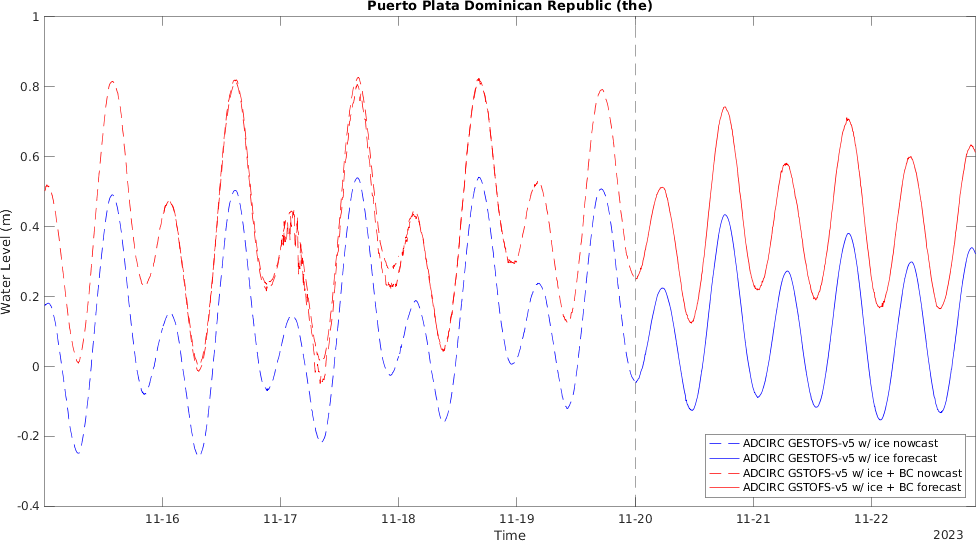 Puerto Plata Dominican Republic (the)
1
0.8
0.6
0.4
0.2
0
-0.2
-0.4
Water Level (m)
11-16 11-17 11-18 11-19 11-20 11-21 11-22
Time
2023
ADCIRC GESTOFS-v5 w/ ice nowcast
ADCIRC GESTOFS-v5 w/ ice forecast
ADCIRC GSTOFS-v5 w/ ice + BC nowcast
ADCIRC GSTOFS-v5 w/ ice + BC forecast